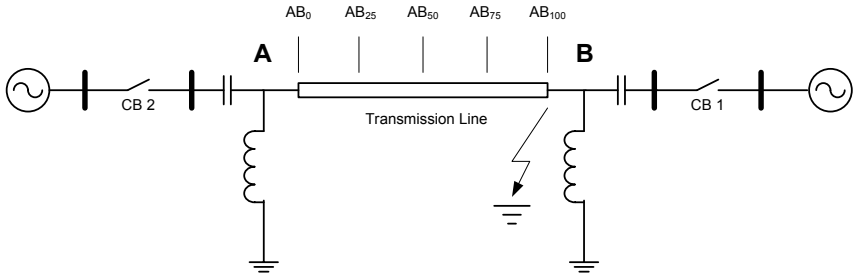 AB₀ AB₂₅ AB₅₀ AB₇₅ AB₁₀₀
A B
CB 2 CB 1
Transmission Line